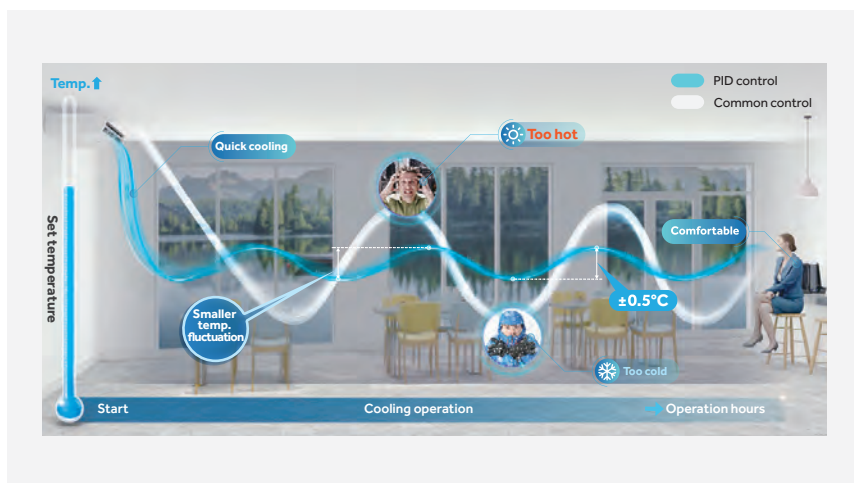 Temp.
PID control
Common control
Quick cooling
Too hot
Set temperature
Comfortable
±0.5°C
Smaller
temp.
fluctuation
Too cold
Start
Cooling operation
Operation hours